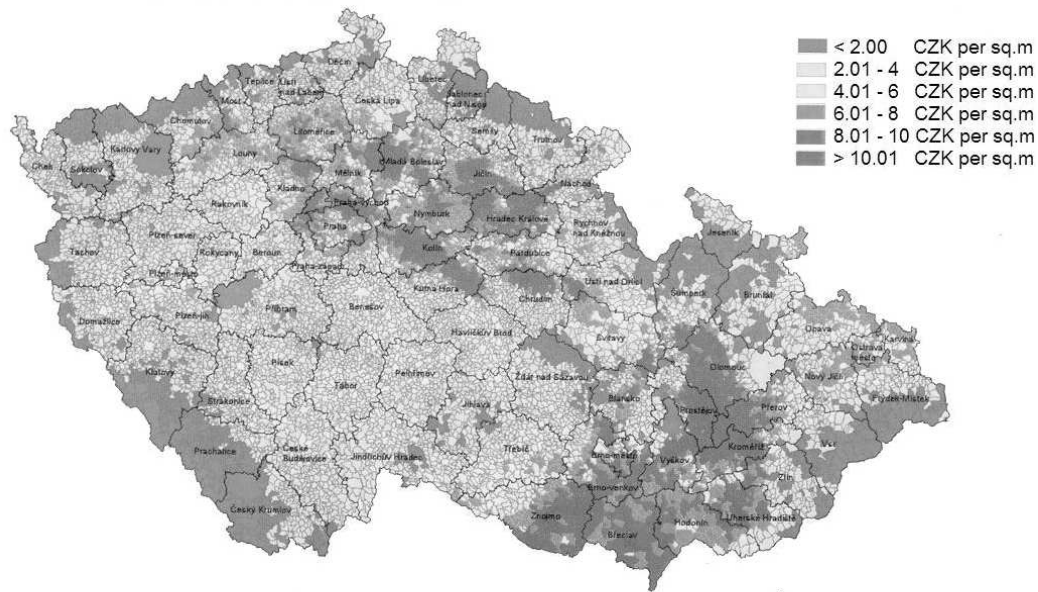 < 2.00 CZK per sq.m
2.01 - 4 CZK per sq.m
4.01 - 6 CZK per sq.m
6.01 - 8 CZK per sq.m
8.01 - 10 CZK per sq.m
> 10.01 CZK per sq.m
Děčín
Teplice
Ústí nad Labem
Liberec
Most
Česká Lípa
Jablonec nad Nisou
Chomutov
Litoměřice
Semily
Trutnov
Karlovy Vary
Louny
Mladá Boleslav
Cheb
Sokolov
Mělník
Jičín
Náchod
Kladno
Rakovník
Praha-východ
Nymburk
Hradec Králové
Praha
Rychnov nad Kněžnou
Jeseník
Plzeň-sever
Kolín
Tachov
Rokycany
Beroun
Pardubice
Praha-západ
Plzeň-město
Kutná Hora
Ústí nad Orlicí
Šumperk
Bruntál
Chrudim
Příbram
Benešov
Domažlice
Plzeň-jih
Havlíčkův Brod
Svitavy
Opava
Karviná
Ostrava město
Klatovy
Písek
Tábor
Pelhřimov
Žďár nad Sázavou
Olomouc
Nový Jičín
Strakonice
Jihlava
Blansko
Prostějov
Přerov
Frýdek-Místek
Prachatice
České Budějovice
Jindřichův Hradec
Třebíč
Brno-město
Vyškov
Kroměříž
Vsetín
Zlín
Brno-venkov
Český Krumlov
Znojmo
Břeclav
Hodonín
Uherské Hradiště